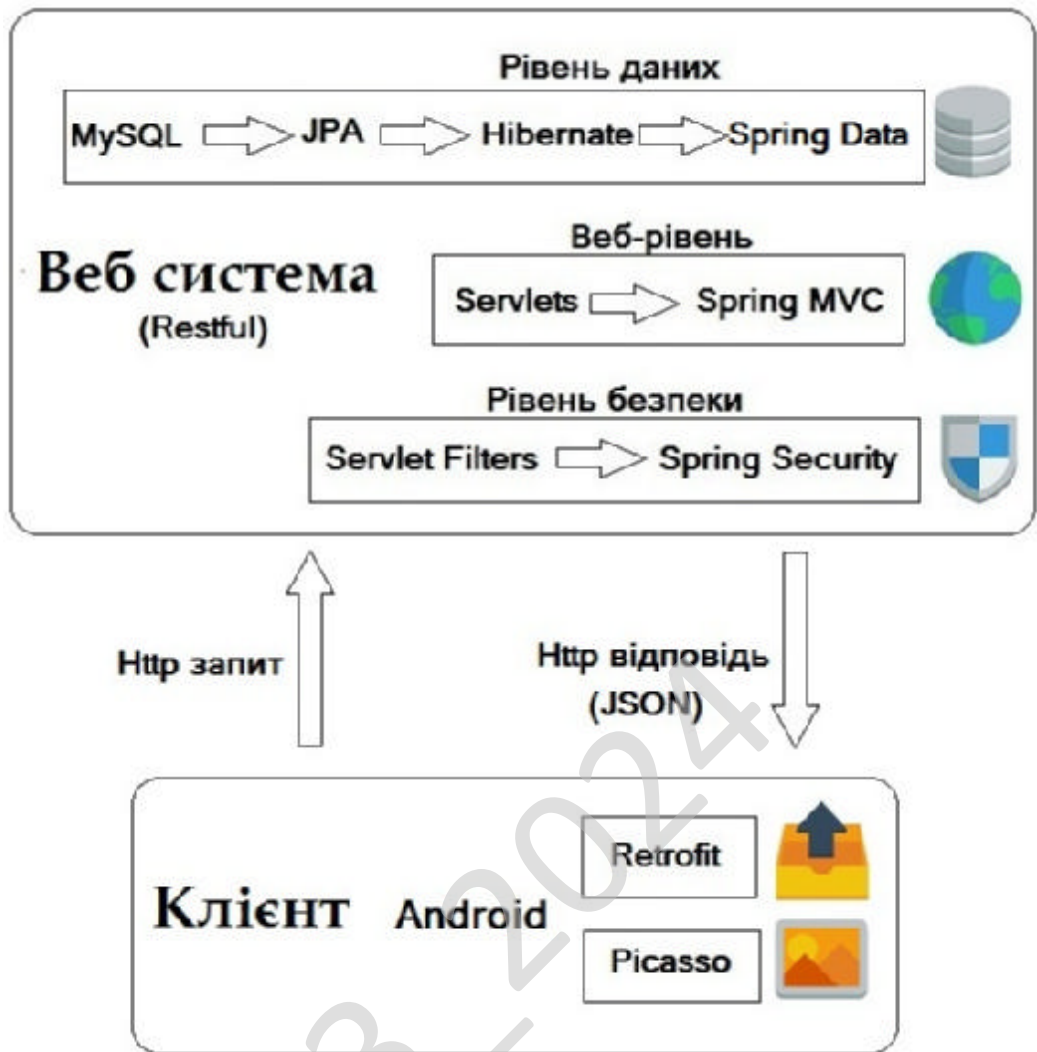 Рівень даних
MySQL JPA Hibernate Spring Data
Веб-рівень
Веб система
(Restful)
Servlets Spring MVC
Рівень безпеки
Servlet Filters Spring Security
Http запит
Http відповідь
(JSON)
Retrofit
Клієнт Android
Picasso
3_2024